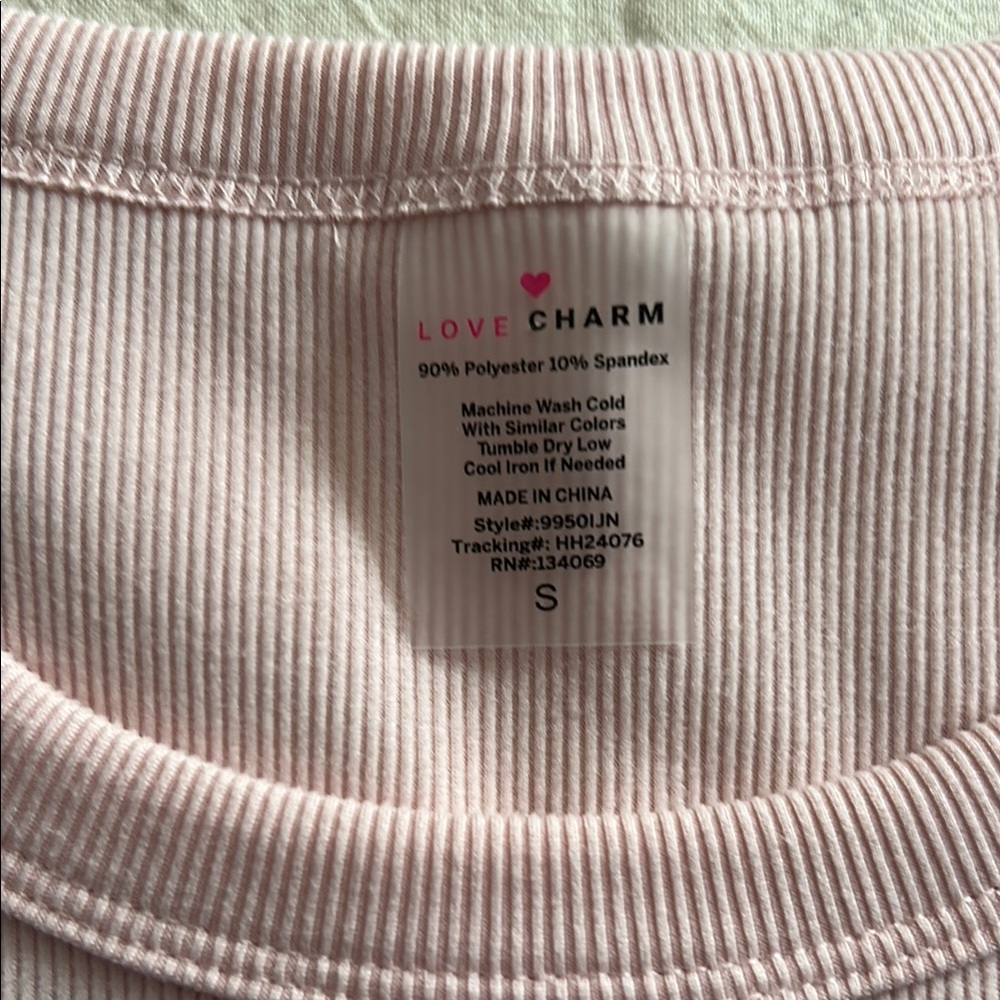 LOVE CHARM
90% Polyester 10% Spandex
Machine Wash Cold
With Similar Colors
Tumble Dry Low
Cool Iron If Needed
MADE IN CHINA
Style#:9950IJN
Tracking#: HH24076
RN#:134069
S